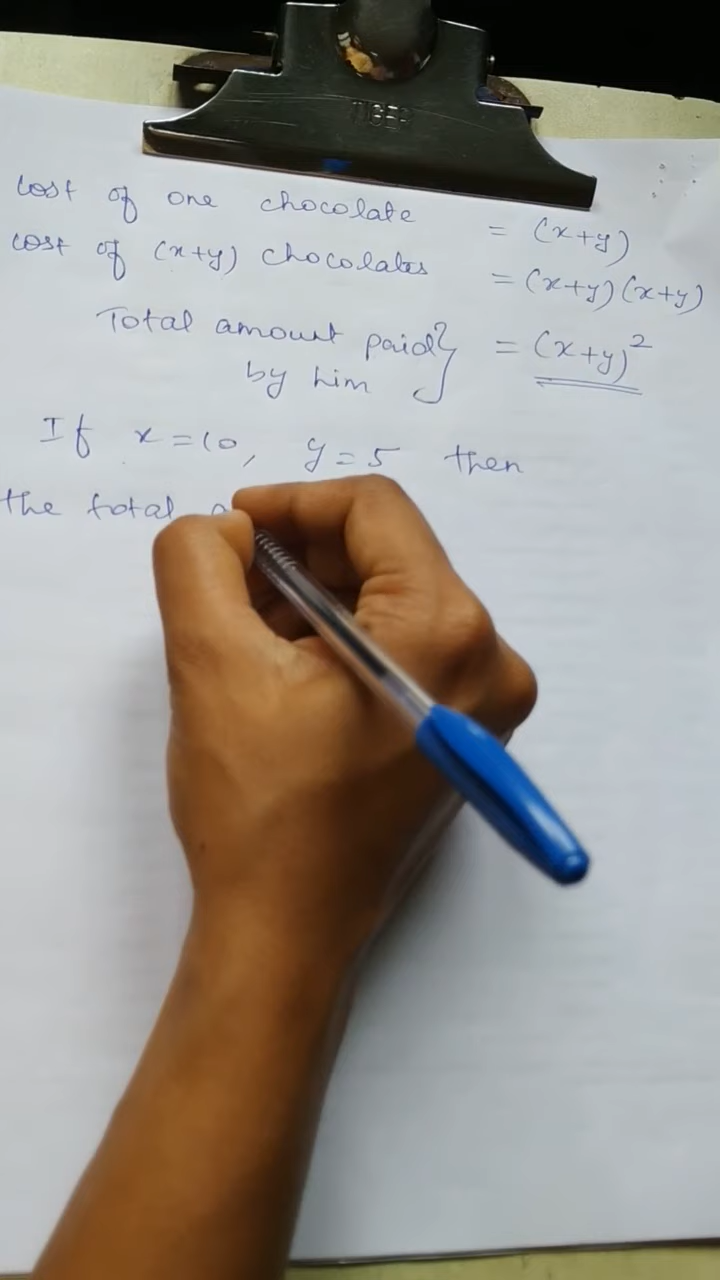 TIGER
cost of one chocolate = (x+y)
cost of (x+y) chocolates = (x+y)(x+y)
Total amount paid } = (x+y)²
by him
If x=10, y=5 then
the total